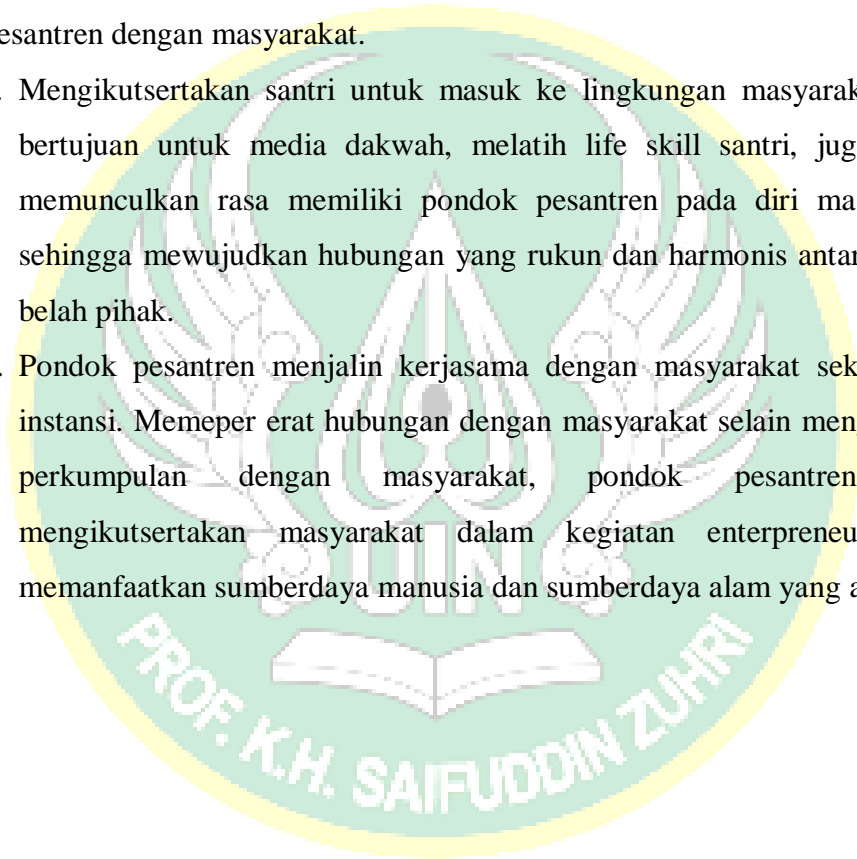 esantren dengan masyarakat.
. Mengikutsertakan santri untuk masuk ke lingkungan masyarak
bertujuan untuk media dakwah, melatih life skill santri, jug
memunculkan rasa memiliki pondok pesantren pada diri ma
sehingga mewujudkan hubungan yang rukun dan harmonis antar
belah pihak.
. Pondok pesantren menjalin kerjasama dengan masyarakat sek
instansi. Memeper erat hubungan dengan masyarakat selain men
perkumpulan dengan masyarakat, pondok pesantren
mengikutsertakan masyarakat dalam kegiatan enterpreneu
memanfaatkan sumberdaya manusia dan sumberdaya alam yang a
UIN
PROF. K.H. SAIFUDDIN ZUHRI